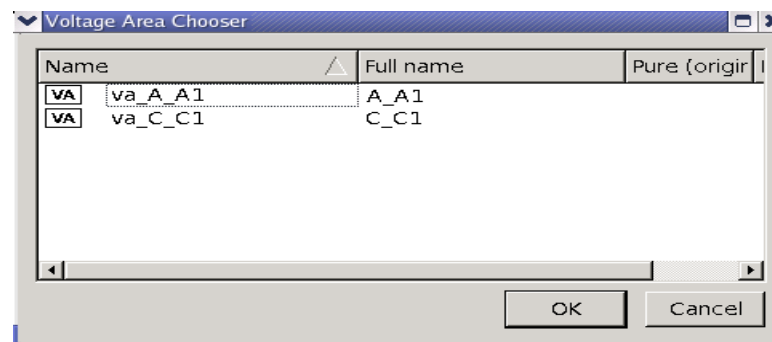 Voltage Area Chooser
Name Full name Pure (origir
VA va_A_A1 A_A1
VA va_C_C1 C_C1
OK Cancel